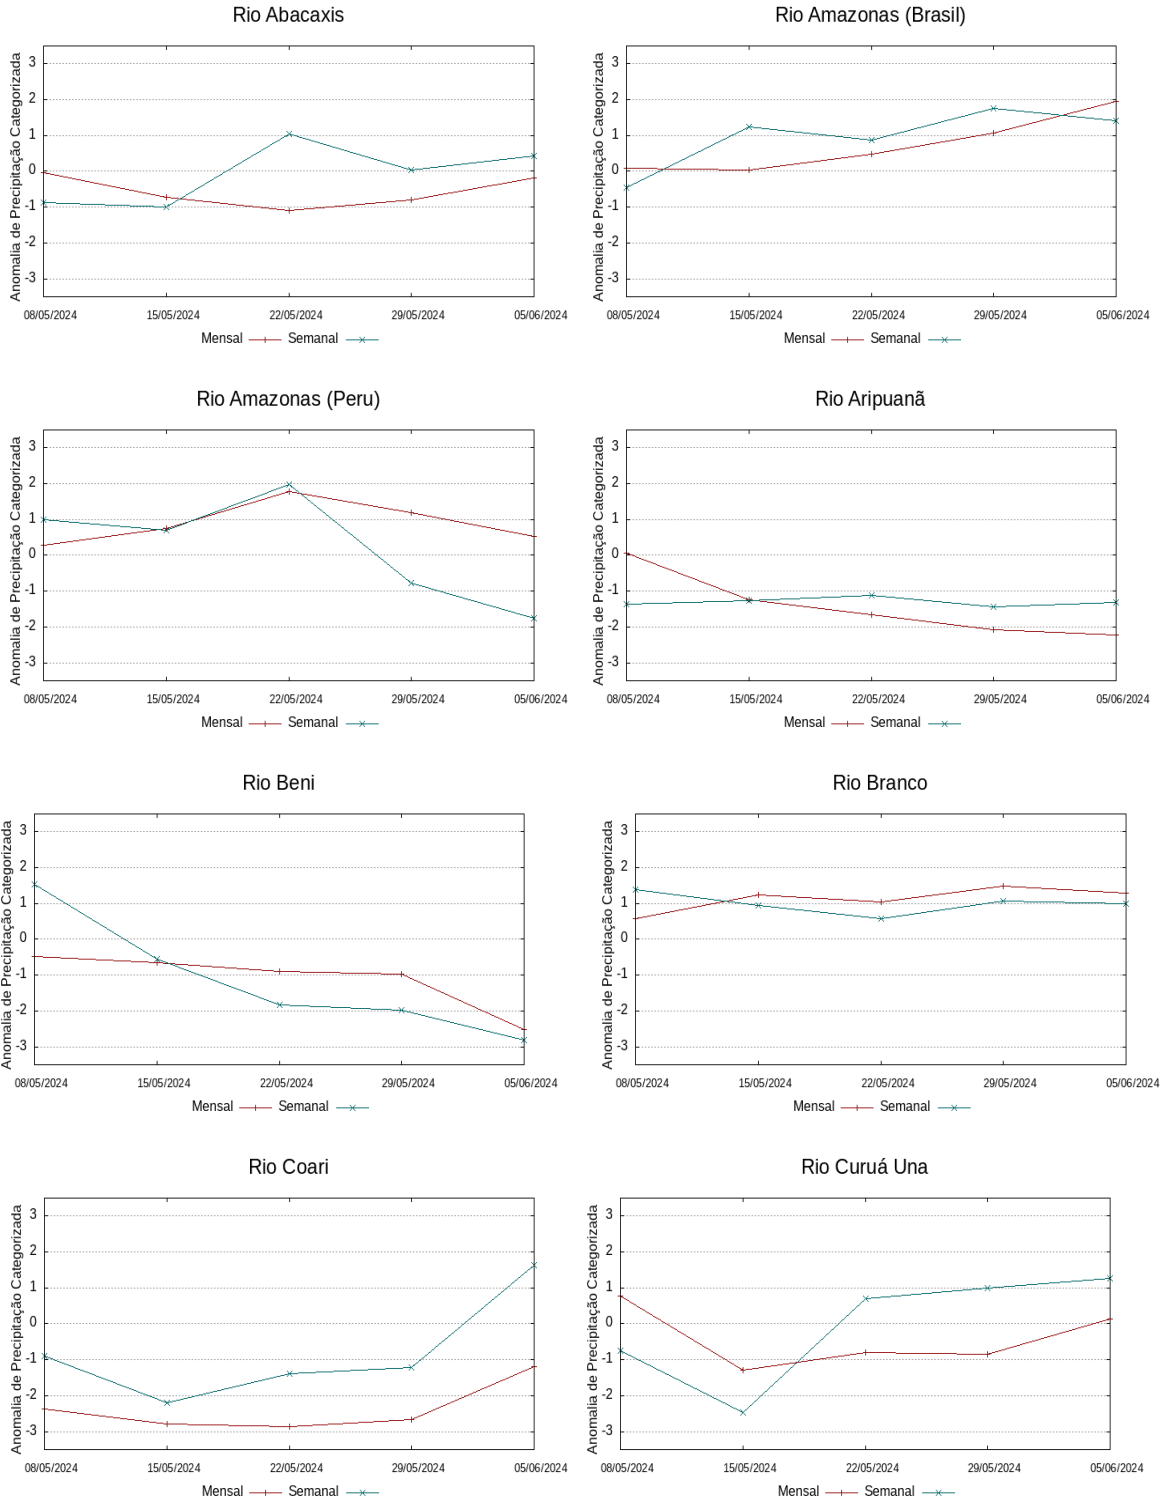 Rio Abacaxis
Anomalia de Precipitação Categorizada
3
2
1
0
-1
-2
-3
08/05/2024 15/05/2024 22/05/2024 29/05/2024 05/06/2024
Mensal Semanal
Rio Amazonas (Brasil)
Anomalia de Precipitação Categorizada
3
2
1
0
-1
-2
-3
08/05/2024 15/05/2024 22/05/2024 29/05/2024 05/06/2024
Mensal Semanal
Rio Amazonas (Peru)
Anomalia de Precipitação Categorizada
3
2
1
0
-1
-2
-3
08/05/2024 15/05/2024 22/05/2024 29/05/2024 05/06/2024
Mensal Semanal
Rio Aripuanã
Anomalia de Precipitação Categorizada
3
2
1
0
-1
-2
-3
08/05/2024 15/05/2024 22/05/2024 29/05/2024 05/06/2024
Mensal Semanal
Rio Beni
Anomalia de Precipitação Categorizada
3
2
1
0
-1
-2
-3
08/05/2024 15/05/2024 22/05/2024 29/05/2024 05/06/2024
Mensal Semanal
Rio Branco
Anomalia de Precipitação Categorizada
3
2
1
0
-1
-2
-3
08/05/2024 15/05/2024 22/05/2024 29/05/2024 05/06/2024
Mensal Semanal
Rio Coari
Anomalia de Precipitação Categorizada
3
2
1
0
-1
-2
-3
08/05/2024 15/05/2024 22/05/2024 29/05/2024 05/06/2024
Mensal Semanal
Rio Curuá Una
Anomalia de Precipitação Categorizada
3
2
1
0
-1
-2
-3
08/05/2024 15/05/2024 22/05/2024 29/05/2024 05/06/2024
Mensal Semanal